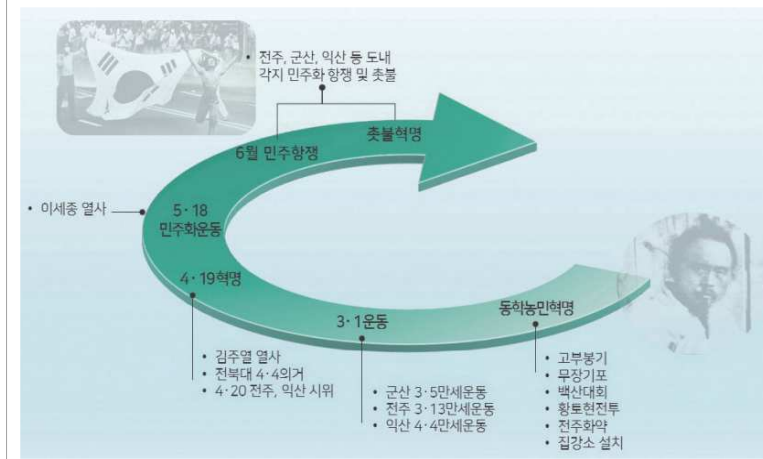 • 전주, 군산, 익산 등 도내
각지 민주화 항쟁 및 촛불
촛불혁명
6월 민주항쟁
• 이세종 열사
5·18
민주화운동
4·19혁명
• 김주열 열사
• 전북대 4·4의거
• 4·20 전주, 익산 시위
3·1운동
• 군산 3·5만세운동
• 전주 3·13만세운동
• 익산 4·4만세운동
동학농민혁명
• 고부봉기
• 무장기포
• 백산대회
• 황토현전투
• 전주화약
• 집강소 설치